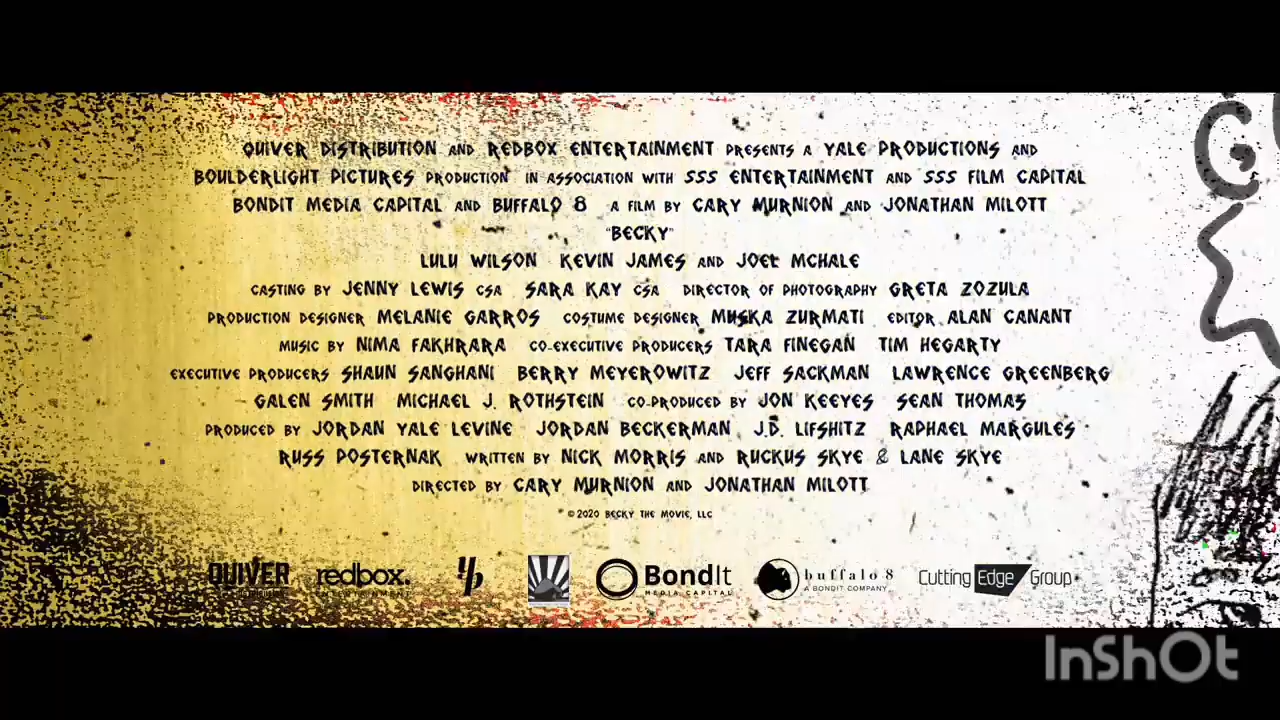 QUIVER DISTRIBUTION AND REDBOX ENTERTAINMENT PRESENTS A YALE PRODUCTIONS AND
BOULDERLIGHT PICTURES PRODUCTION IN ASSOCIATION WITH SSS ENTERTAINMENT AND SSS FILM CAPITAL
BONDIT MEDIA CAPITAL AND BUFFALO 8 A FILM BY CARY MURNION AND JONATHAN MILOTT
"BECKY"
LULU WILSON KEVIN JAMES AND JOEL MCHALE
CASTING BY JENNY LEWIS CSA SARA KAY CSA DIRECTOR OF PHOTOGRAPHY GRETA ZOZULA
PRODUCTION DESIGNER MELANIE GARROS COSTUME DESIGNER MUSKA ZURMATI EDITOR ALAN CANANT
MUSIC BY NIMA FAKHRARA CO-EXECUTIVE PRODUCERS TARA FINEGAN TIM HEGARTY
EXECUTIVE PRODUCERS SHAUN SANGHANI BERRY MEYEROWITZ JEFF SACKMAN LAWRENCE GREENBERG
GALEN SMITH MICHAEL J. ROTHSTEIN CO-PRODUCED BY JON KEEYES SEAN THOMAS
PRODUCED BY JORDAN YALE LEVINE JORDAN BECKERMAN J.D. LIFSHITZ RAPHAEL MARGULES
RUSS POSTERNAK WRITTEN BY NICK MORRIS AND RUCKUS SKYE & LANE SKYE
DIRECTED BY CARY MURNION AND JONATHAN MILOTT
© 2020 BECKY THE MOVIE, LLC
QUIVER redbox. yp BondIt buffalo 8 Cutting Edge Group
ENTERTAINMENT MEDIA CAPITAL A BONDIT COMPANY
InShOt